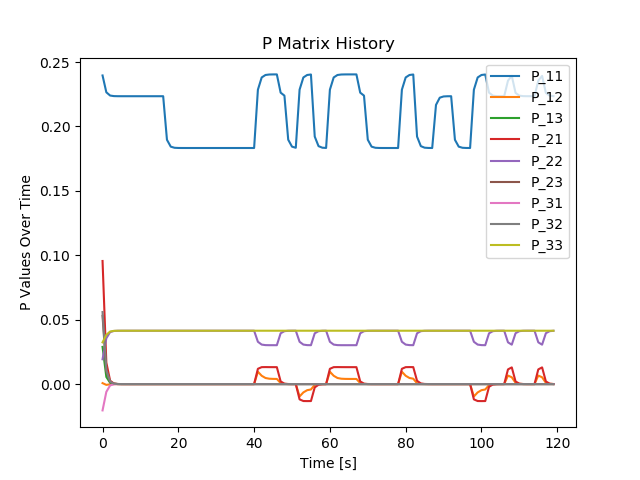 P Matrix History
P Values Over Time
0.25
0.20
0.15
0.10
0.05
0.00
0
20
40
60
80
100
120
Time [s]
P_11
P_12
P_13
P_21
P_22
P_23
P_31
P_32
P_33